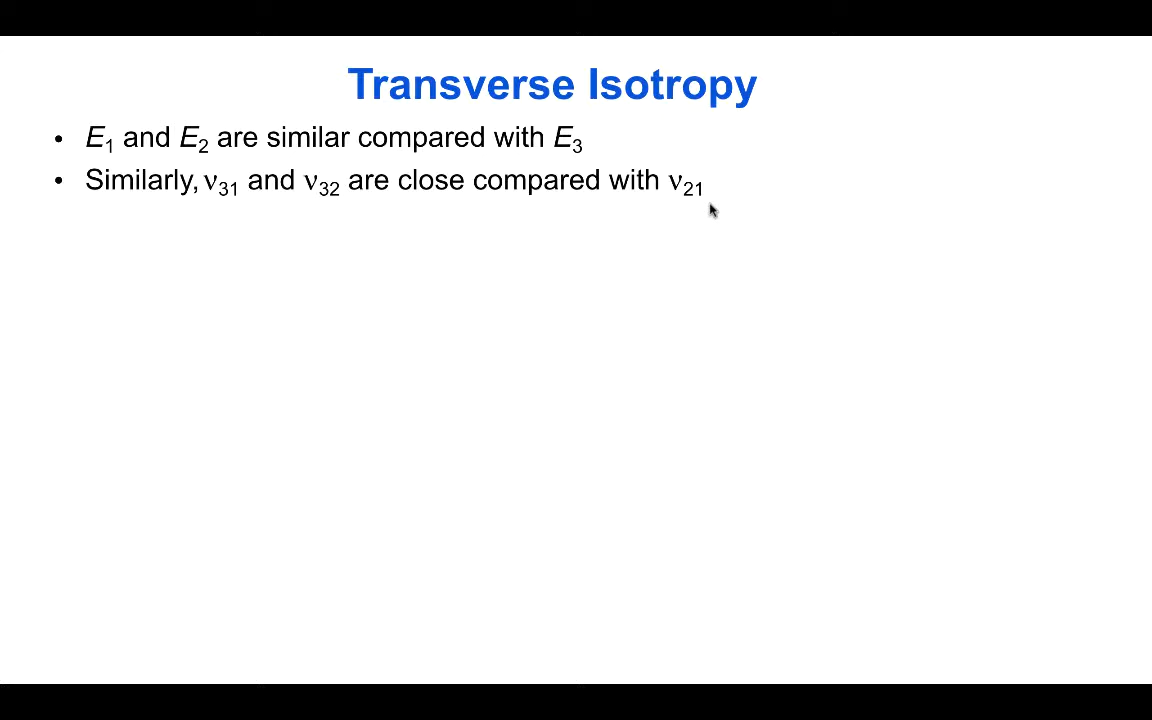 Transverse Isotropy
• E₁ and E₂ are similar compared with E₃
• Similarly, ν₃₁ and ν₃₂ are close compared with ν₂₁